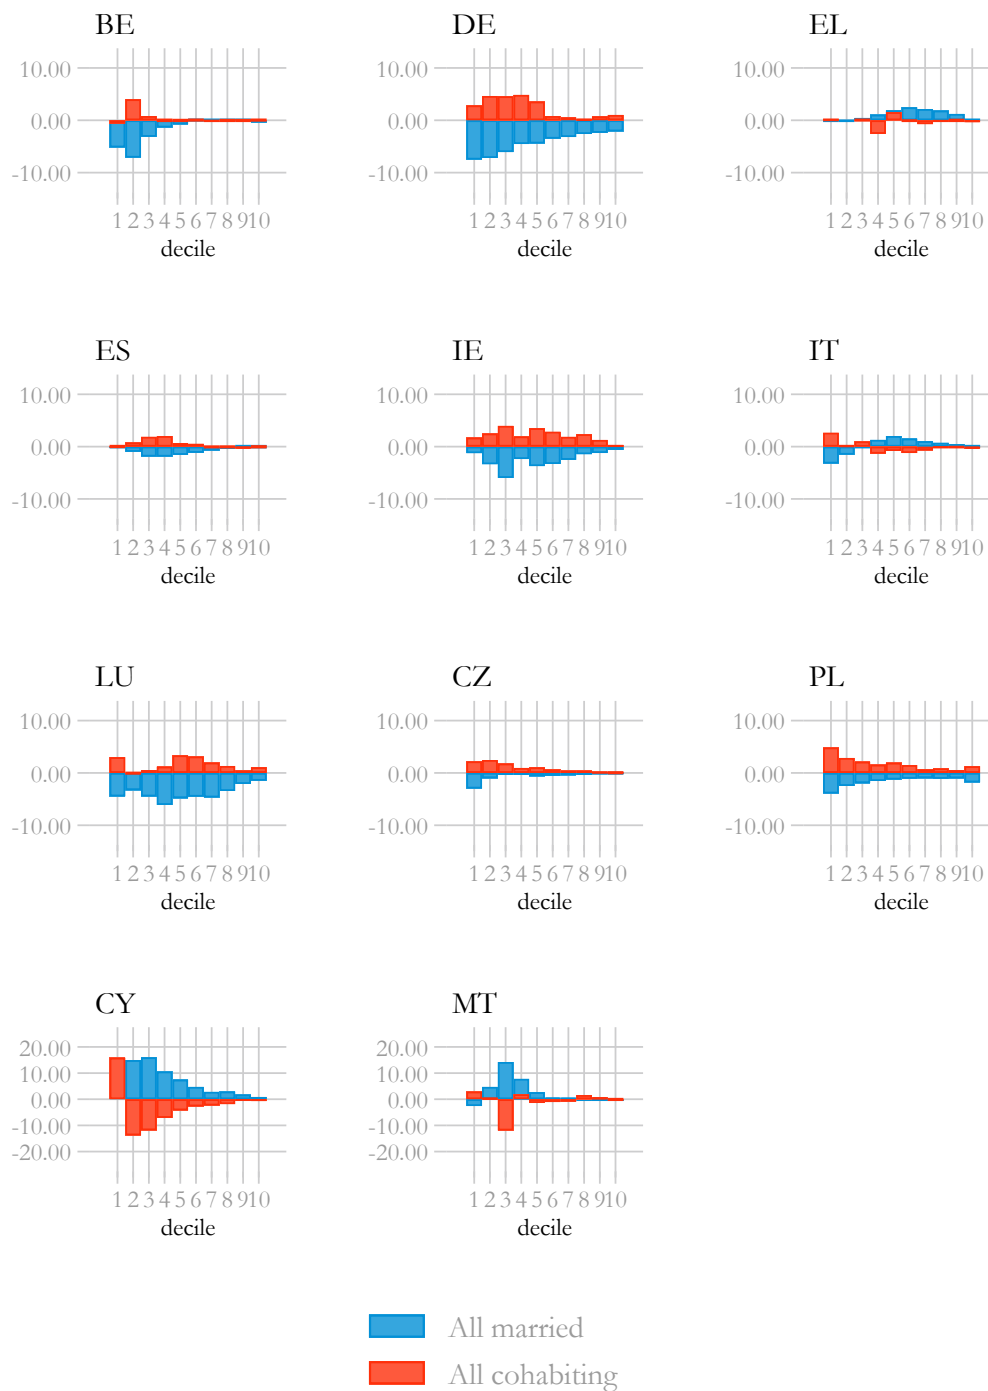 BE DE EL
10.00 10.00 10.00
0.00 0.00 0.00
-10.00 -10.00 -10.00
1 2 3 4 5 6 7 8 9 10 1 2 3 4 5 6 7 8 9 10 1 2 3 4 5 6 7 8 9 10
decile decile decile
ES IE IT
10.00 10.00 10.00
0.00 0.00 0.00
-10.00 -10.00 -10.00
1 2 3 4 5 6 7 8 9 10 1 2 3 4 5 6 7 8 9 10 1 2 3 4 5 6 7 8 9 10
decile decile decile
LU CZ PL
10.00 10.00 10.00
0.00 0.00 0.00
-10.00 -10.00 -10.00
1 2 3 4 5 6 7 8 9 10 1 2 3 4 5 6 7 8 9 10 1 2 3 4 5 6 7 8 9 10
decile decile decile
CY MT
20.00 20.00
10.00 10.00
0.00 0.00
-10.00 -10.00
-20.00 -20.00
1 2 3 4 5 6 7 8 9 10 1 2 3 4 5 6 7 8 9 10
decile decile
All married
All cohabiting